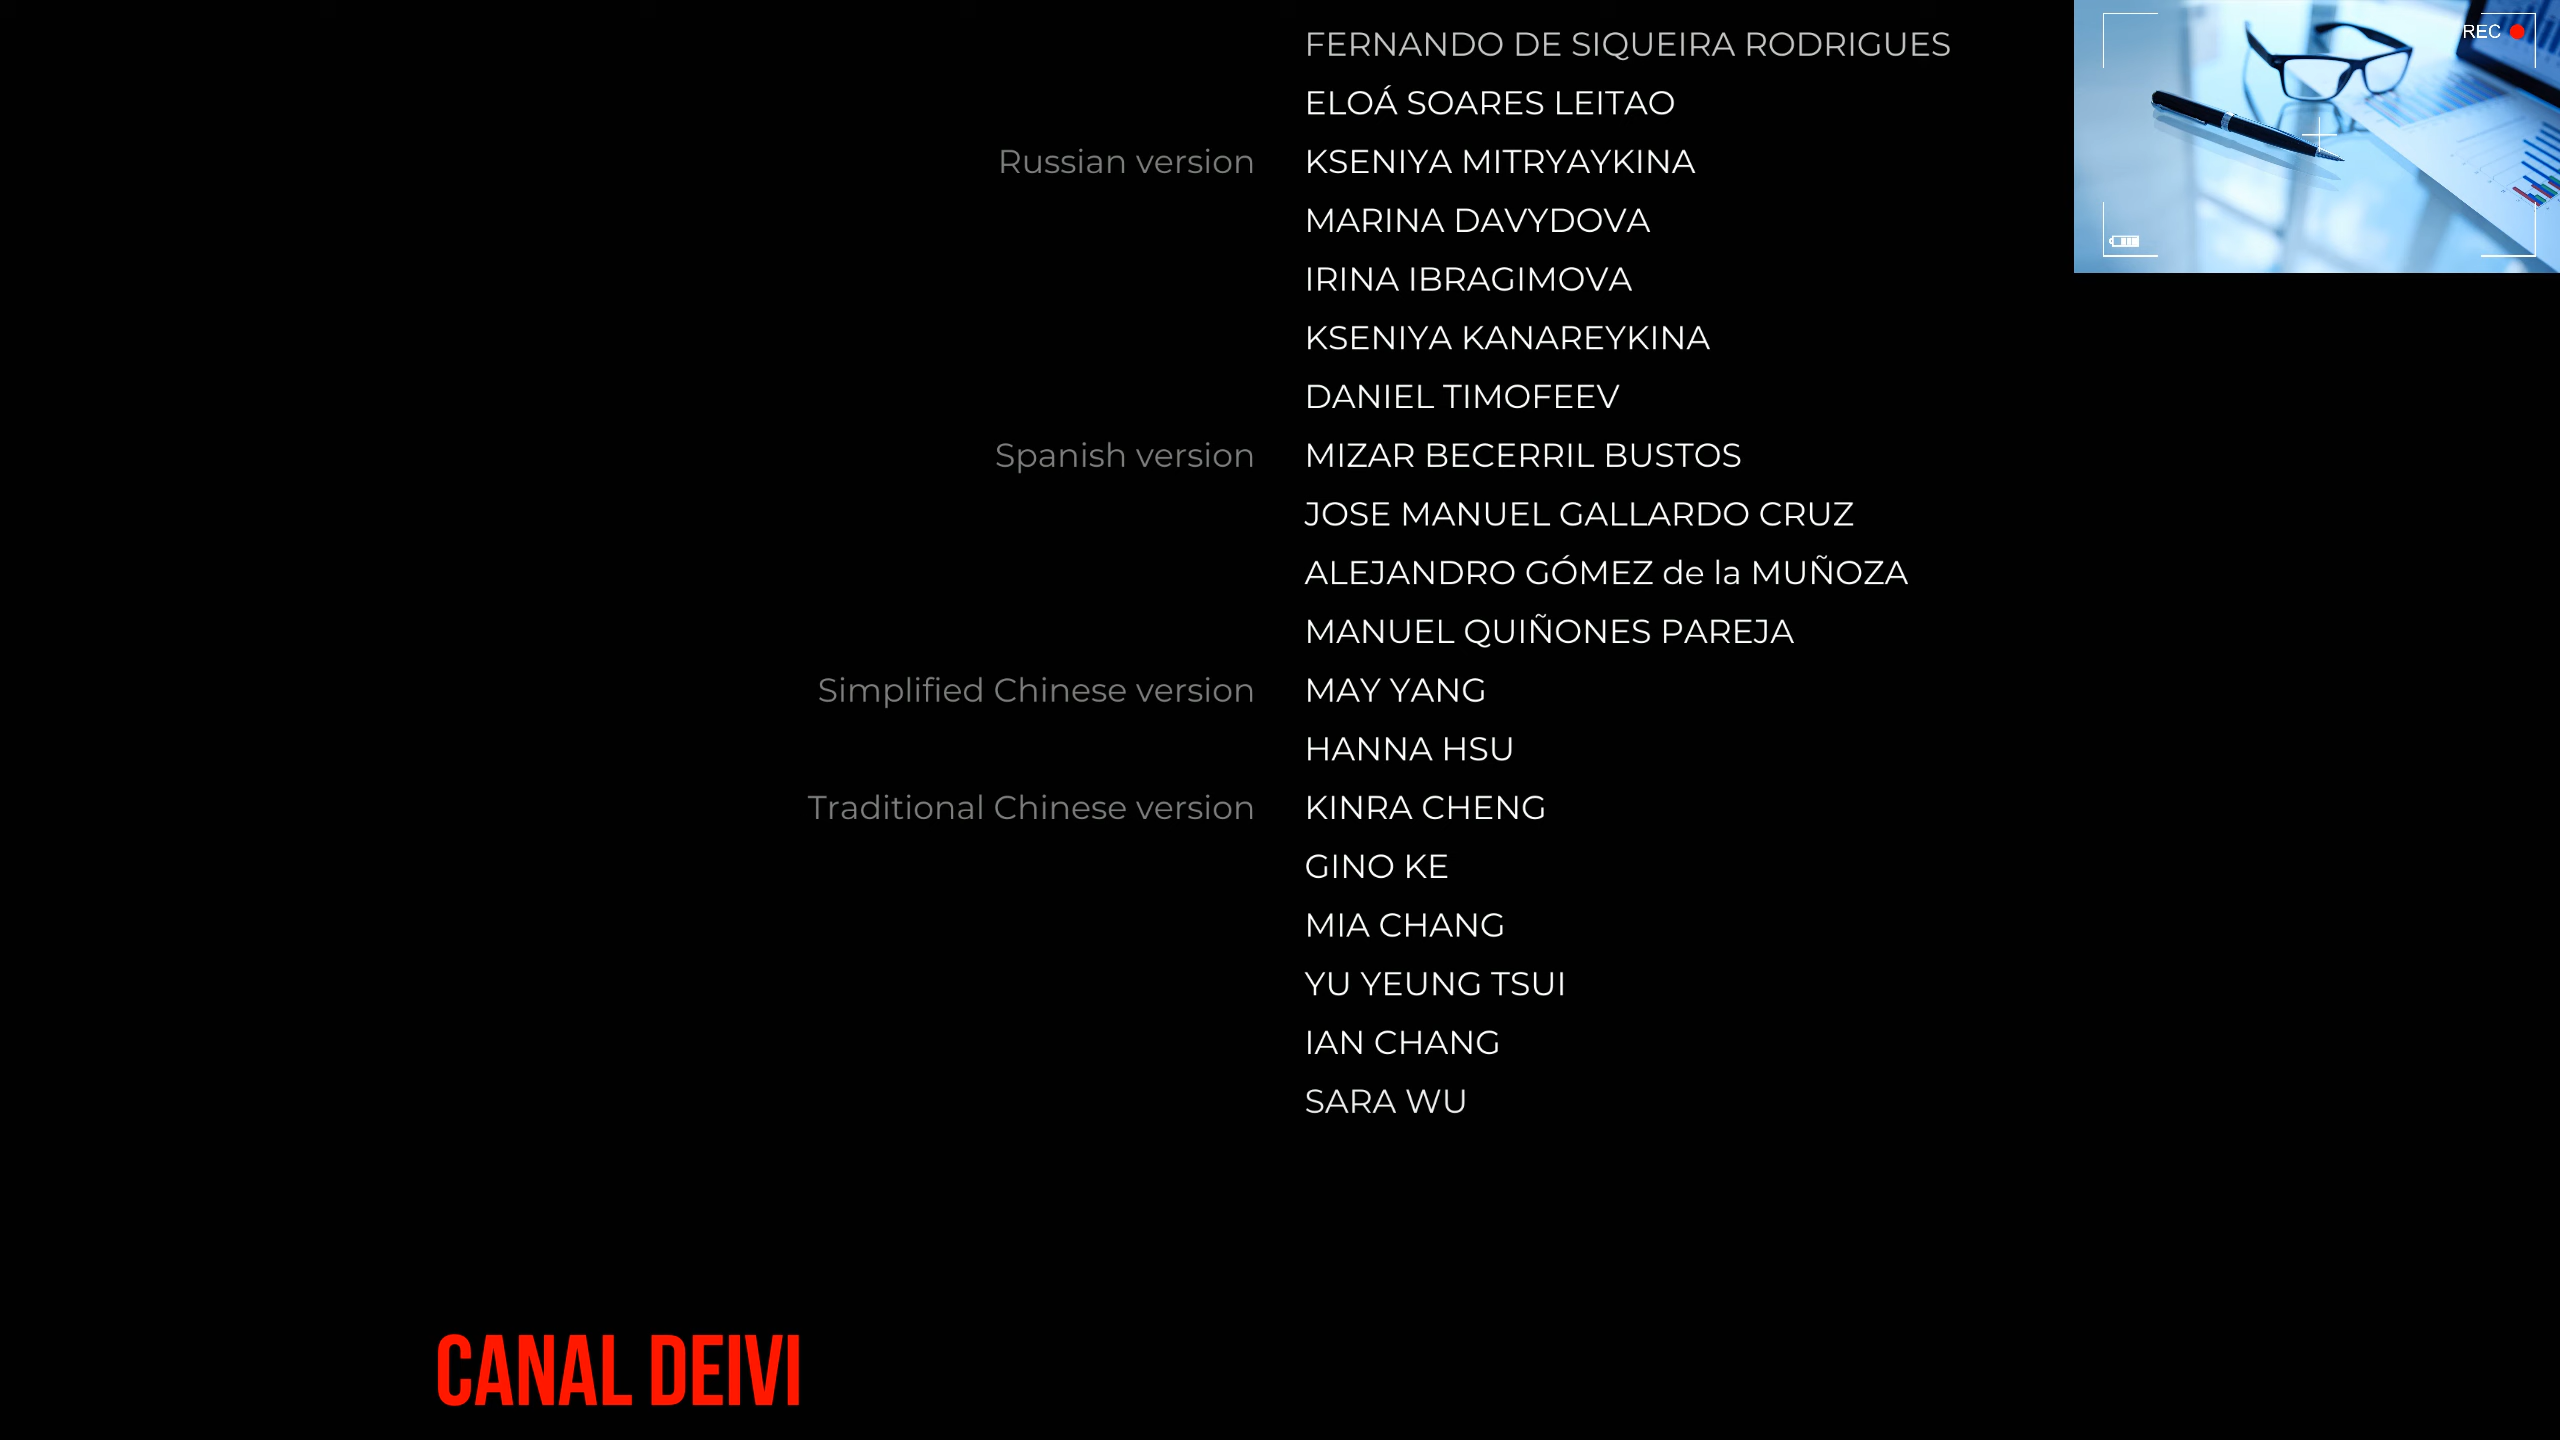 FERNANDO DE SIQUEIRA RODRIGUES
REC
ELOÁ SOARES LEITAO
Russian version KSENIYA MITRYAYKINA
MARINA DAVYDOVA
IRINA IBRAGIMOVA
KSENIYA KANAREYKINA
DANIEL TIMOFEEV
Spanish version MIZAR BECERRIL BUSTOS
JOSE MANUEL GALLARDO CRUZ
ALEJANDRO GÓMEZ de la MUÑOZA
MANUEL QUIÑONES PAREJA
Simplified Chinese version MAY YANG
HANNA HSU
Traditional Chinese version KINRA CHENG
GINO KE
MIA CHANG
YU YEUNG TSUI
IAN CHANG
SARA WU
CANAL DEIVI